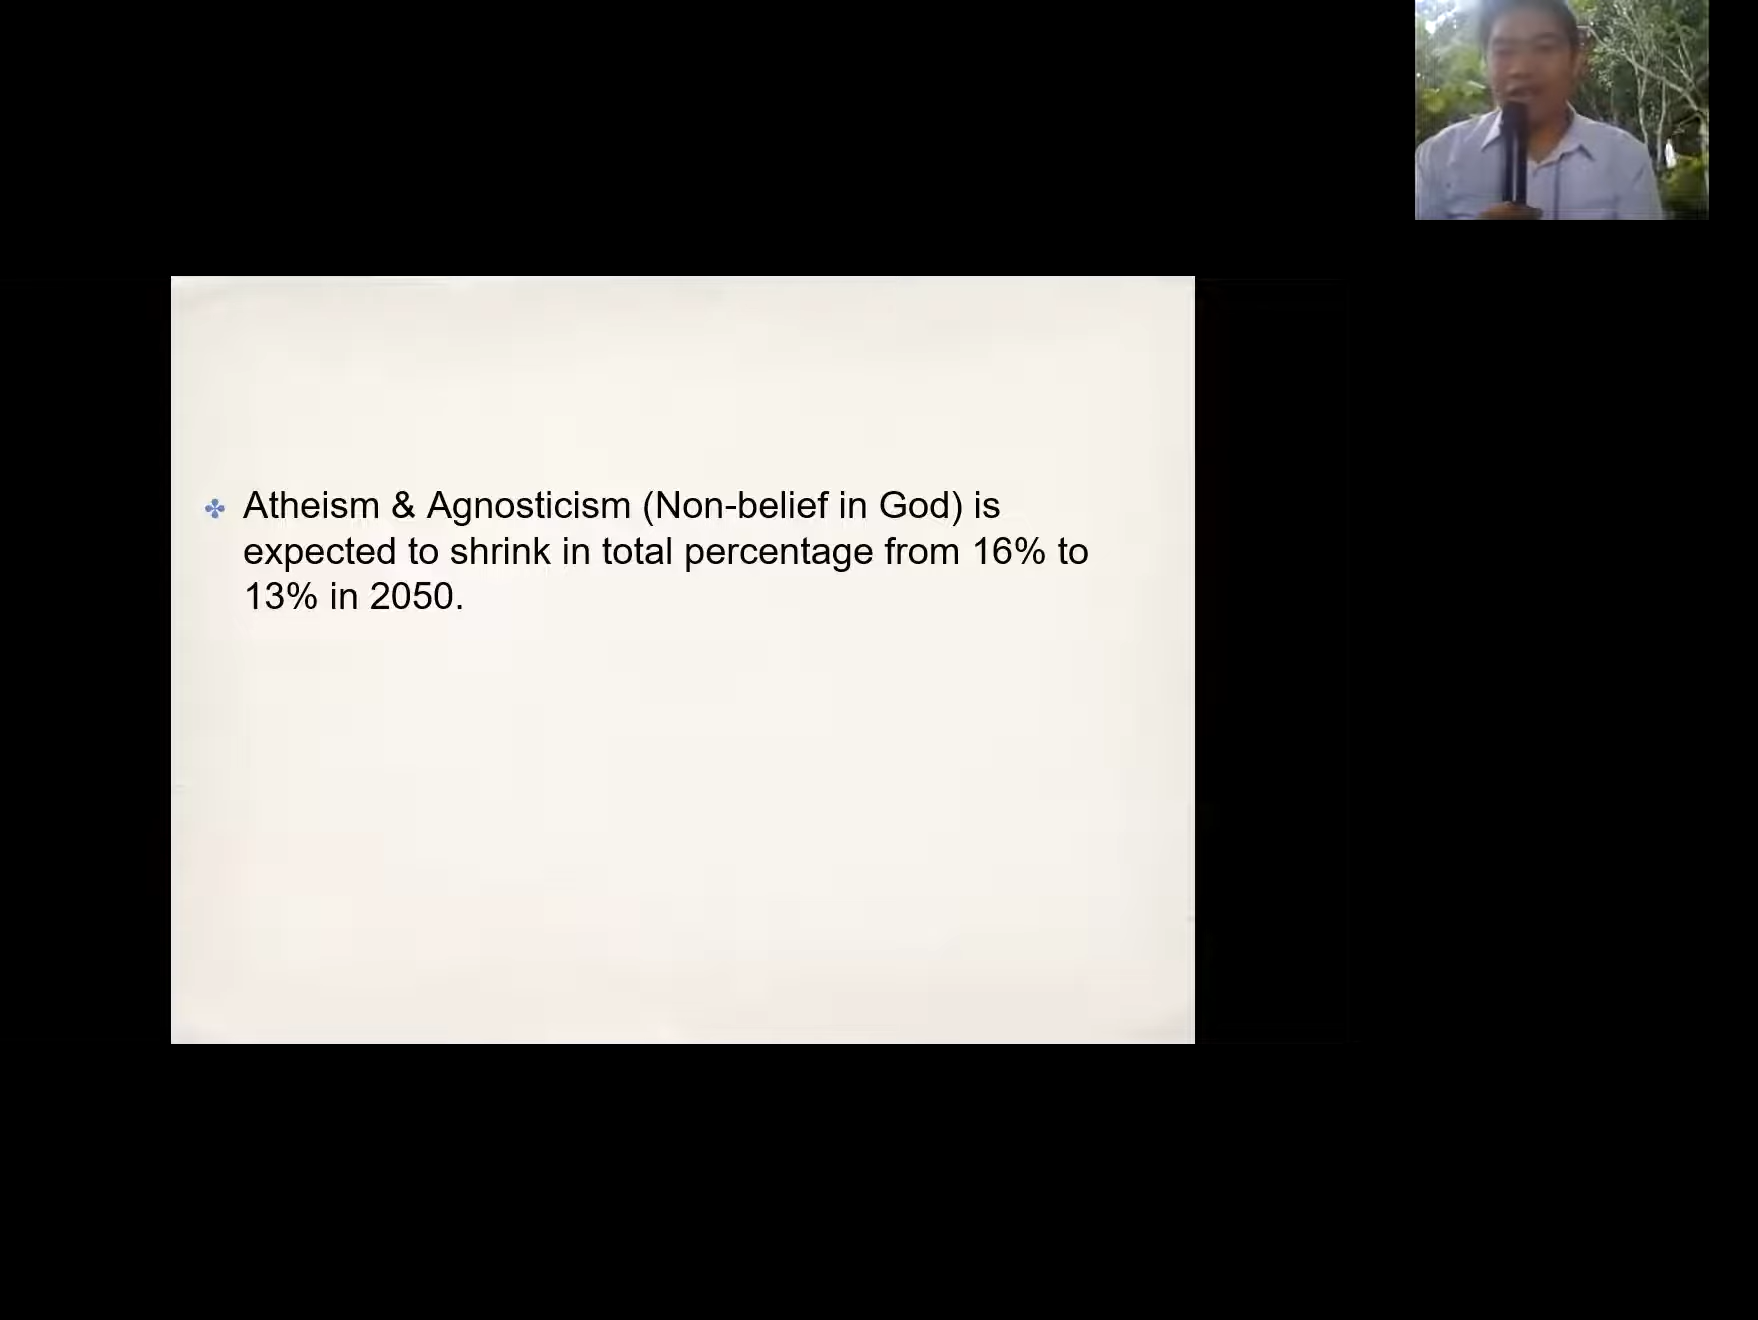 Atheism & Agnosticism (Non-belief in God) is
expected to shrink in total percentage from 16% to
13% in 2050.